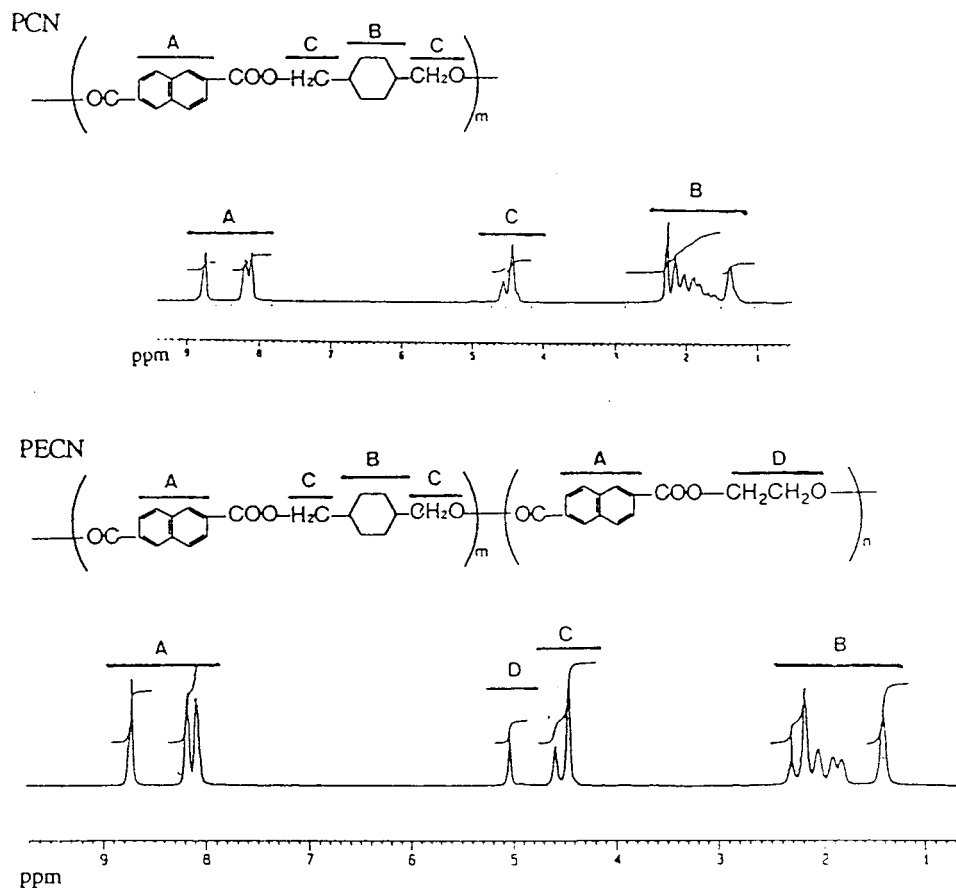 PCN
A C B C
OC COO—H₂C CH₂O m
A C B
9 8 7 6 5 4 3 2 1
ppm
PECN
A C B C A D
OC COO—H₂C CH₂O m OC COO CH₂CH₂O n
A D C B
9 8 7 6 5 4 3 2 1
ppm